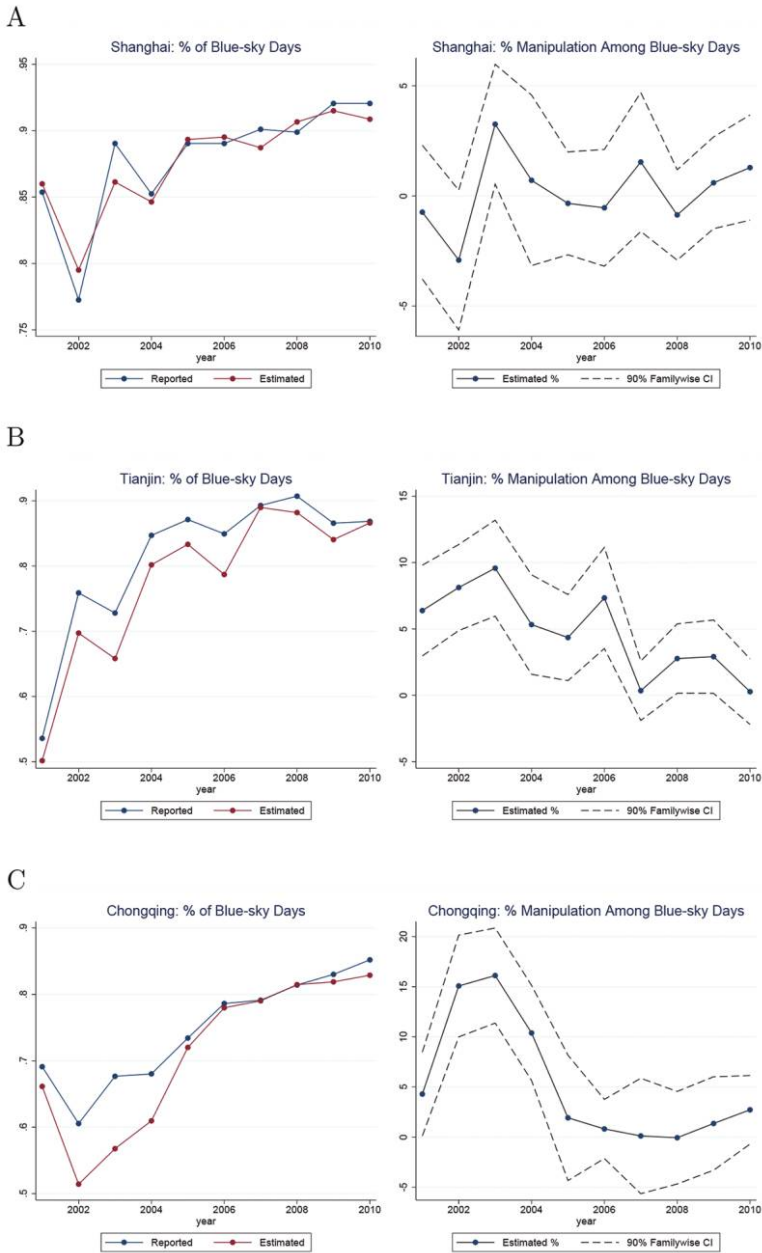 A
Shanghai: % of Blue-sky Days
.95
.9
.85
.8
.75
2002 2004 2006 2008 2010
year
Reported Estimated
Shanghai: % Manipulation Among Blue-sky Days
5
0
-5
2002 2004 2006 2008 2010
year
Estimated % 90% Familywise CI
B
Tianjin: % of Blue-sky Days
.9
.8
.7
.6
.5
2002 2004 2006 2008 2010
year
Reported Estimated
Tianjin: % Manipulation Among Blue-sky Days
15
10
5
0
-5
2002 2004 2006 2008 2010
year
Estimated % 90% Familywise CI
C
Chongqing: % of Blue-sky Days
.9
.8
.7
.6
.5
2002 2004 2006 2008 2010
year
Reported Estimated
Chongqing: % Manipulation Among Blue-sky Days
20
15
10
5
0
-5
2002 2004 2006 2008 2010
year
Estimated % 90% Familywise CI